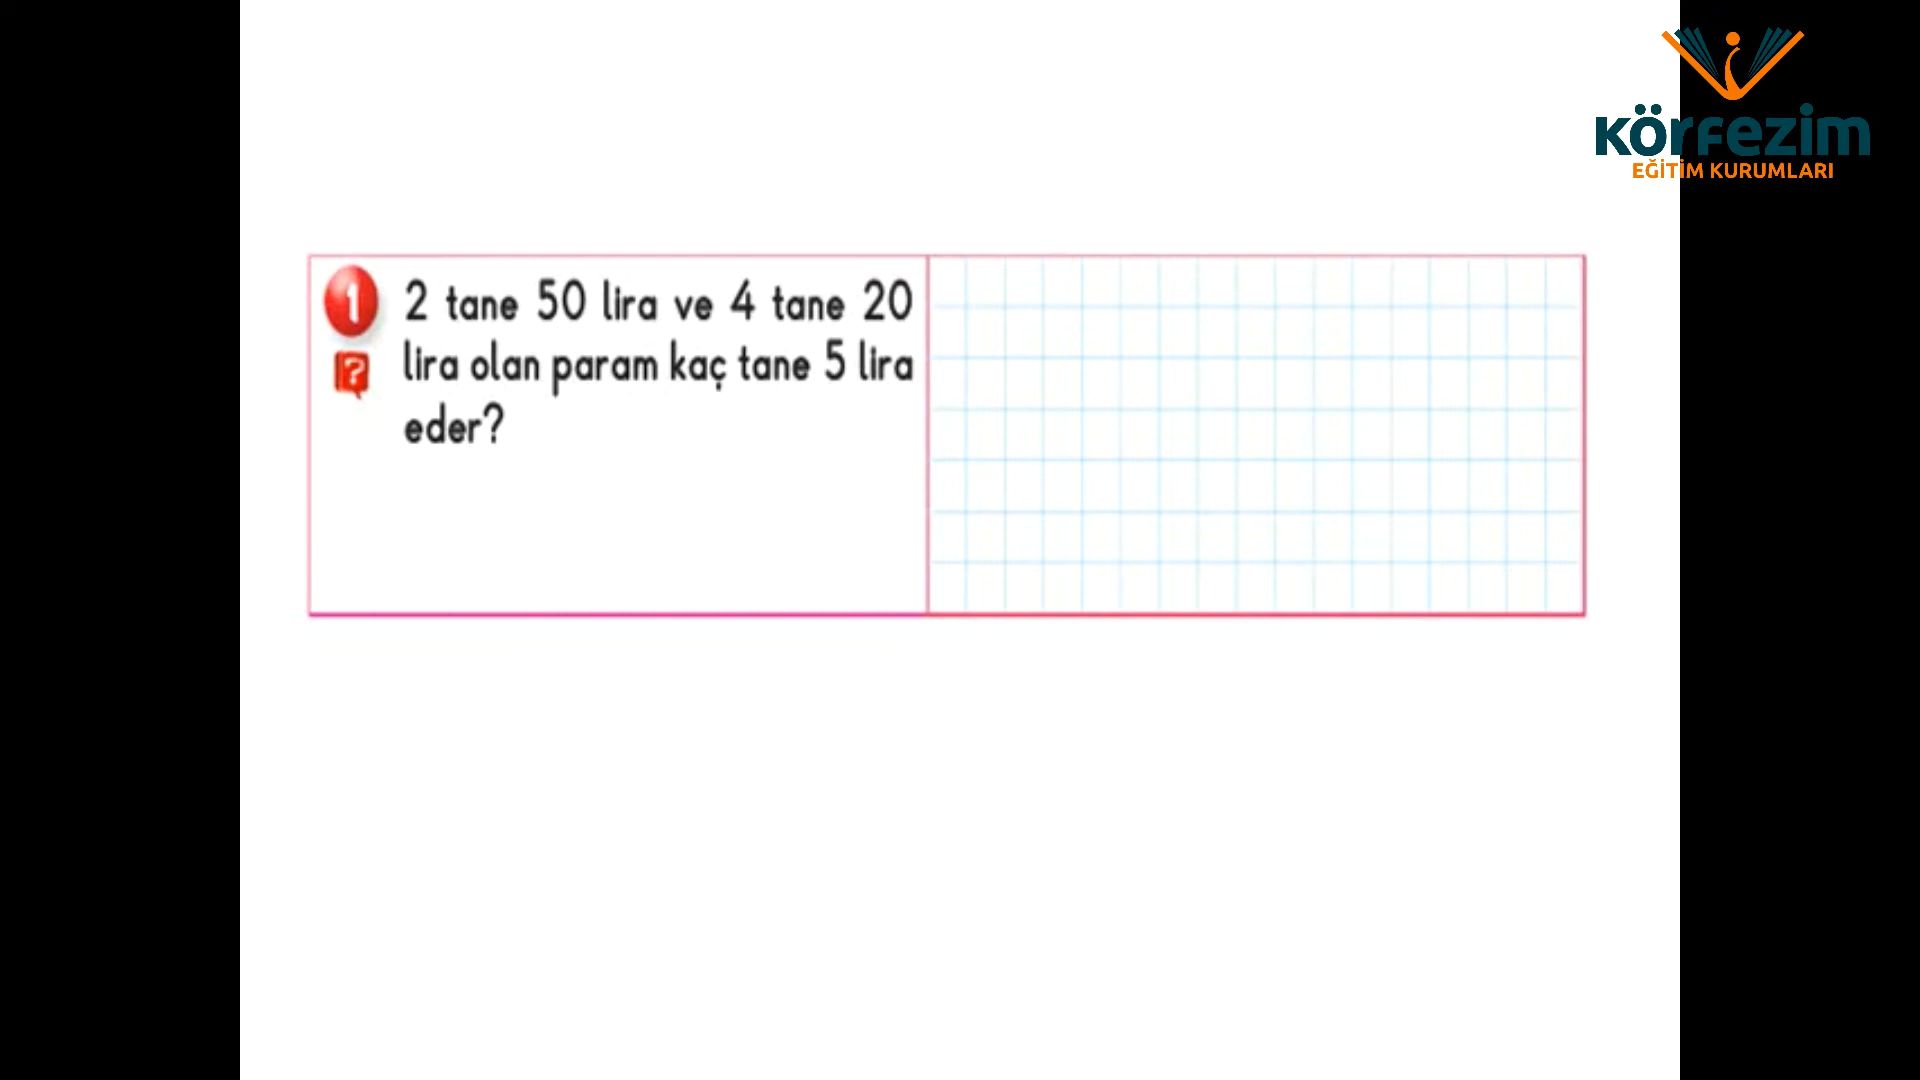 körfezim
EĞİTİM KURUMLARI
1
2 tane 50 lira ve 4 tane 20
lira olan param kaç tane 5 lira
eder?
?